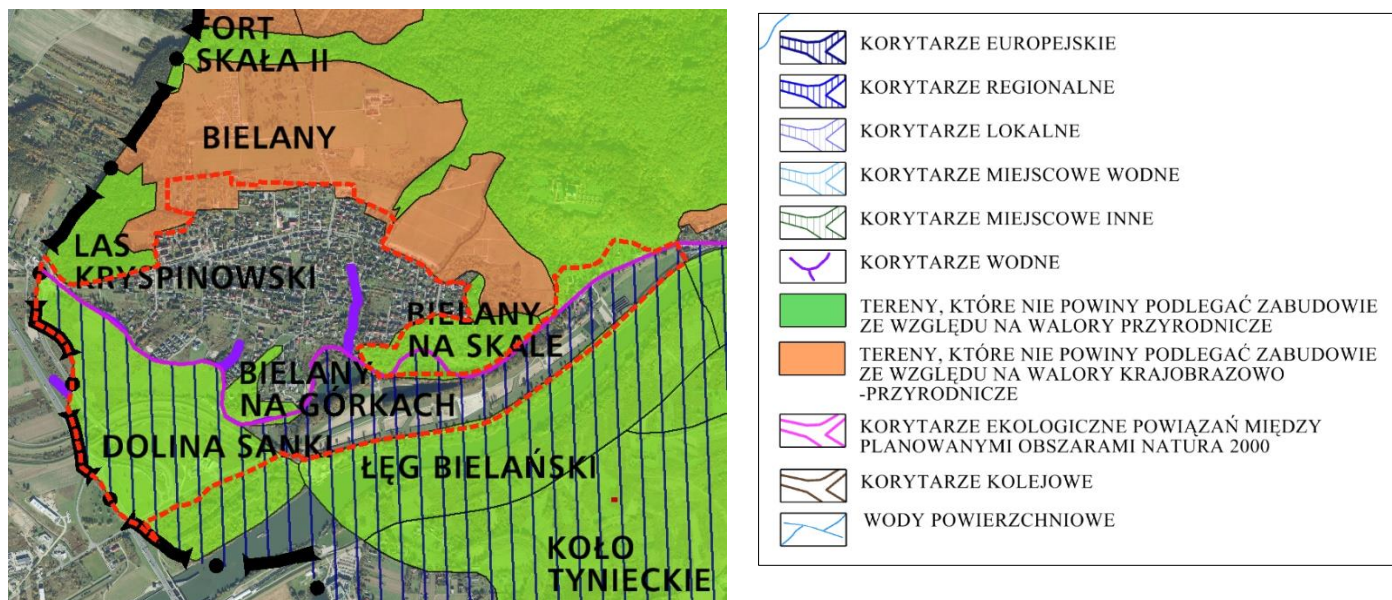 FORT
SKAŁA II
BIELANY
LAS
KRYSPINOWSKI
BIELANY
NA SKALE
BIELANY
NA GÓRKACH
DOLINA SANKI
ŁĘG BIELAŃSKI
KOŁO
TYNIECKIE
KORYTARZE EUROPEJSKIE
KORYTARZE REGIONALNE
KORYTARZE LOKALNE
KORYTARZE MIEJSCOWE WODNE
KORYTARZE MIEJSCOWE INNE
KORYTARZE WODNE
TERENY, KTÓRE NIE POWINY PODLEGAĆ ZABUDOWIE
ZE WZGLĘDU NA WALORY PRZYRODNICZE
TERENY, KTÓRE NIE POWINY PODLEGAĆ ZABUDOWIE
ZE WZGLĘDU NA WALORY KRAJOBRAZOWO
-PRZYRODNICZE
KORYTARZE EKOLOGICZNE POWIĄZAŃ MIĘDZY
PLANOWANYMI OBSZARAMI NATURA 2000
KORYTARZE KOLEJOWE
WODY POWIERZCHNIOWE